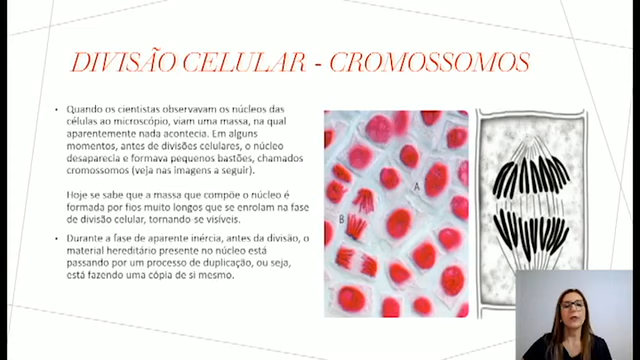 DIVISÃO CELULAR - CROMOSSOMOS
• Quando os cientistas observavam os núcleos das
células ao microscópio, viam uma massa, na qual
aparentemente nada acontecia. Em alguns
momentos, antes de divisões celulares, o núcleo
desaparecia e formava pequenos bastões, chamados
cromossomos (veja nas imagens a seguir).
Hoje se sabe que a massa que compõe o núcleo é
formada por fios muito longos que se enrolam na fase
de divisão celular, tornando-se visíveis.
• Durante a fase de aparente inércia, antes da divisão, o
material hereditário presente no núcleo está
passando por um processo de duplicação, ou seja,
está fazendo uma cópia de si mesmo.
A
B